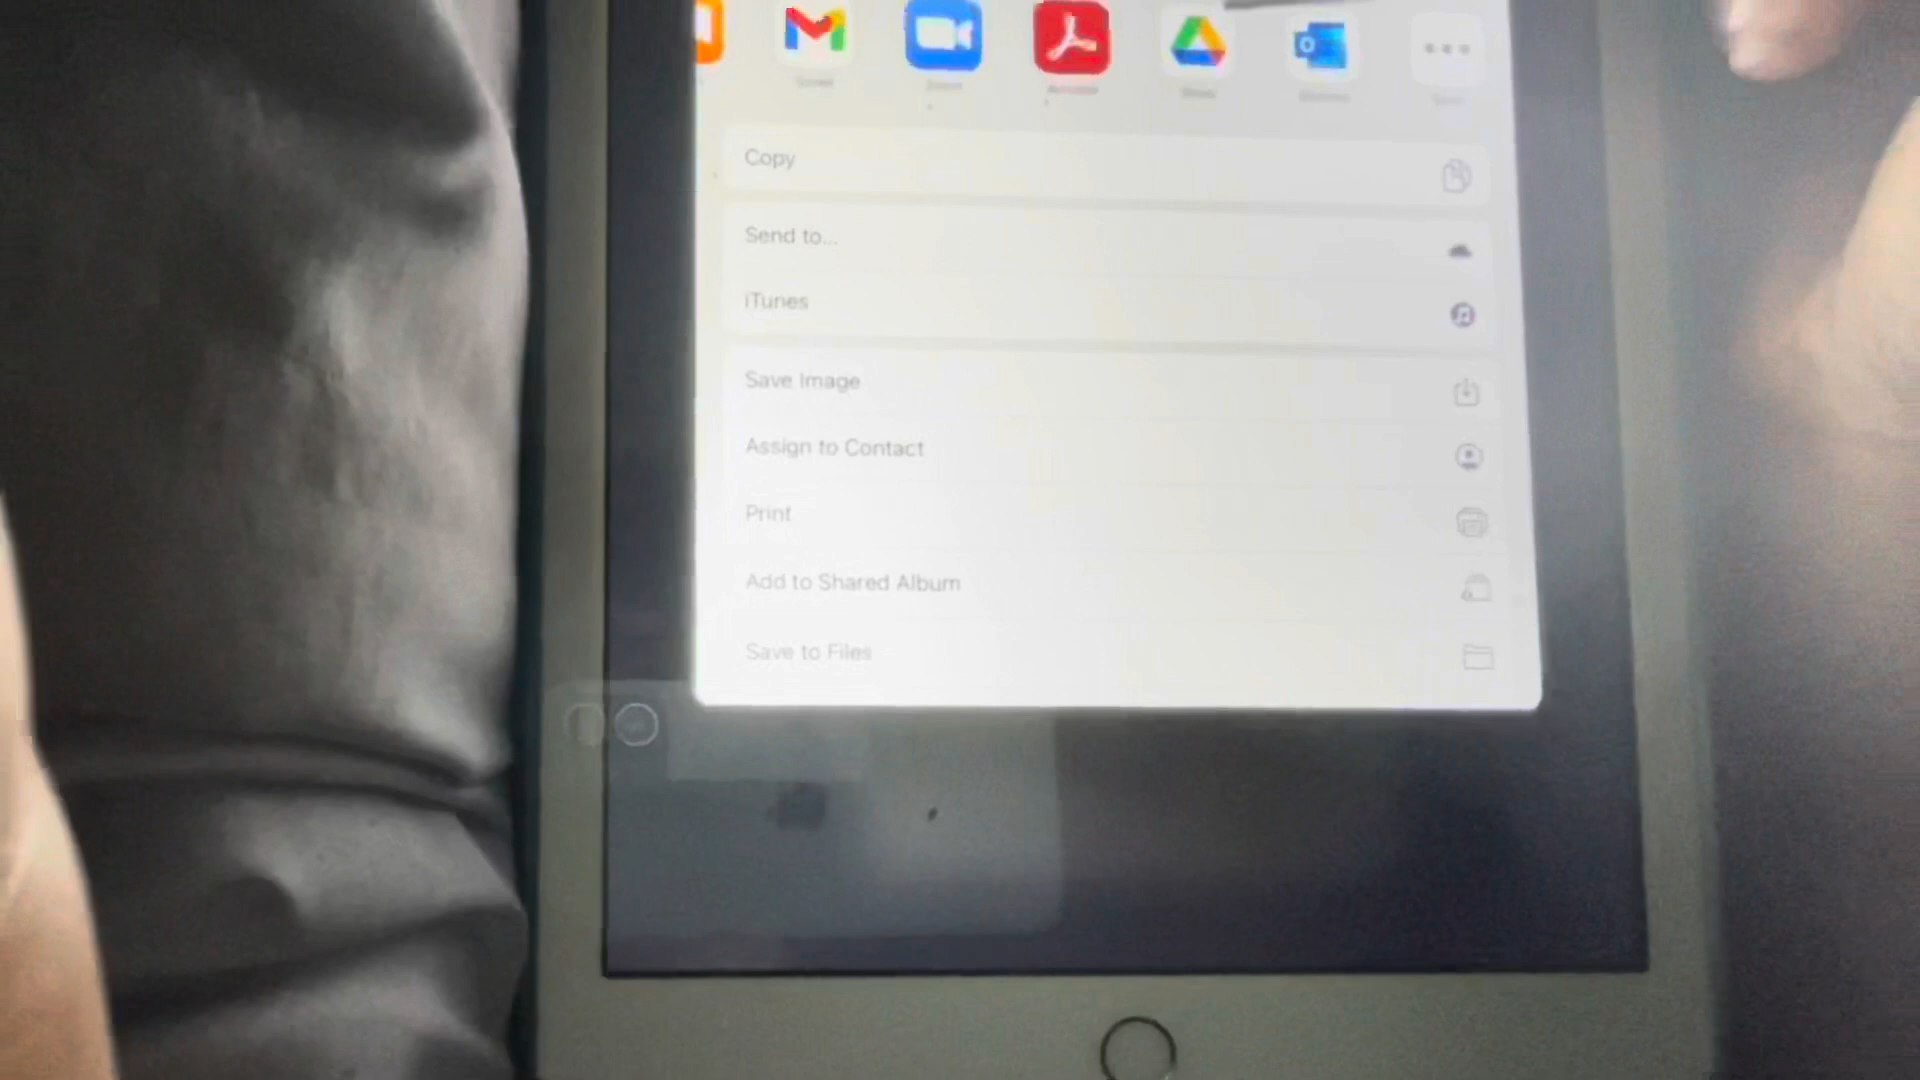 Copy
Send to...
iTunes
Save Image
Assign to Contact
Print
Add to Shared Album
Save to Files